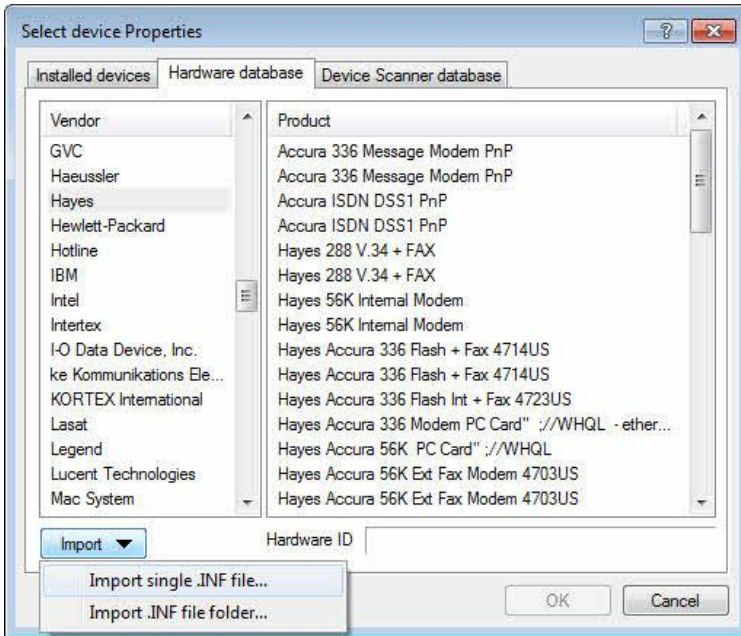 Select device Properties
Installed devices
Hardware database
Device Scanner database
Vendor
GVC
Haeussler
Hayes
Hewlett-Packard
Hotline
IBM
Intel
Intertex
I-O Data Device, Inc.
ke Kommunikations Ele...
KORTEX International
Lasat
Legend
Lucent Technologies
Mac System
Product
Accura 336 Message Modem PnP
Accura 336 Message Modem PnP
Accura ISDN DSS1 PnP
Accura ISDN DSS1 PnP
Hayes 288 V.34 + FAX
Hayes 288 V.34 + FAX
Hayes 56K Internal Modem
Hayes 56K Internal Modem
Hayes Accura 336 Flash + Fax 4714US
Hayes Accura 336 Flash + Fax 4714US
Hayes Accura 336 Flash Int + Fax 4723US
Hayes Accura 336 Modem PC Card" ;//WHQL - ether...
Hayes Accura 56K PC Card" ;//WHQL
Hayes Accura 56K Ext Fax Modem 4703US
Hayes Accura 56K Ext Fax Modem 4703US
Import
Hardware ID
Import single .INF file...
Import .INF file folder...
OK
Cancel